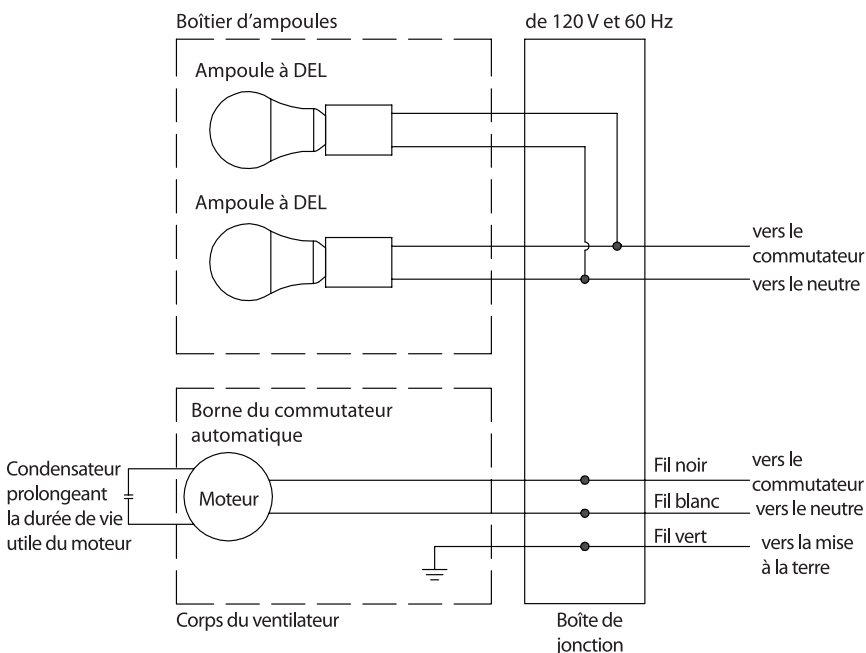 Boîtier d'ampoules
de 120 V et 60 Hz
Ampoule à DEL
Ampoule à DEL
vers le
commutateur
vers le neutre
Borne du commutateur
automatique
Condensateur
prolongeant
la durée de vie
utile du moteur
Moteur
Fil noir
vers le
commutateur
Fil blanc
vers le neutre
Fil vert
vers la mise
à la terre
Corps du ventilateur
Boîte de
jonction